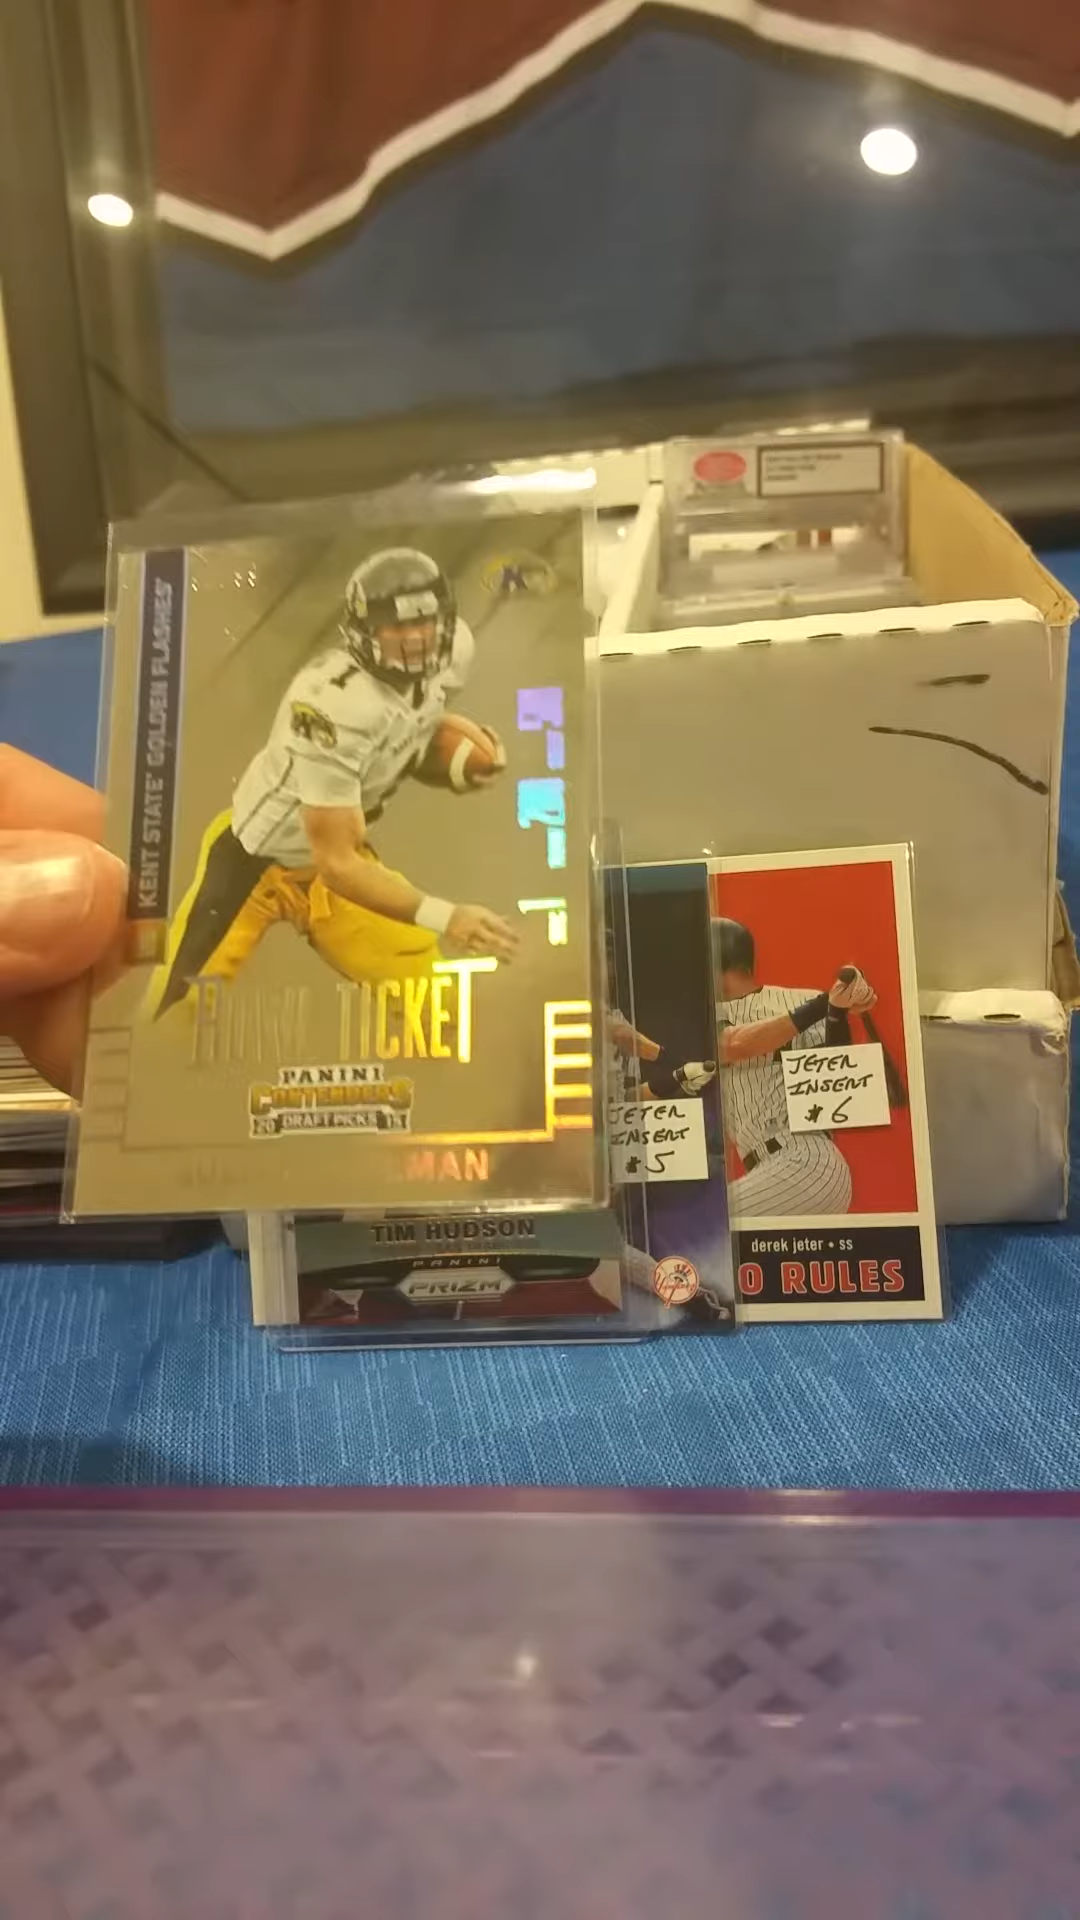 KENT STATE GOLDEN FLASHES
1
TICKET
PANINI
CONTENDERS
20 DRAFT PICKS 15
MAN
TIM HUDSON
PANINI
PRIZM
JETER
INSERT
#5
JETER
INSERT
#6
derek jeter • ss
O RULES